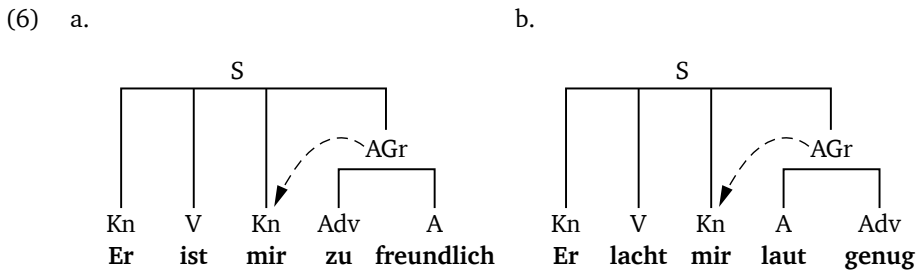 (6) a. b.
S S
AGr AGr
Kn V Kn Adv A Kn V Kn A Adv
Er ist mir zu freundlich Er lacht mir laut genug